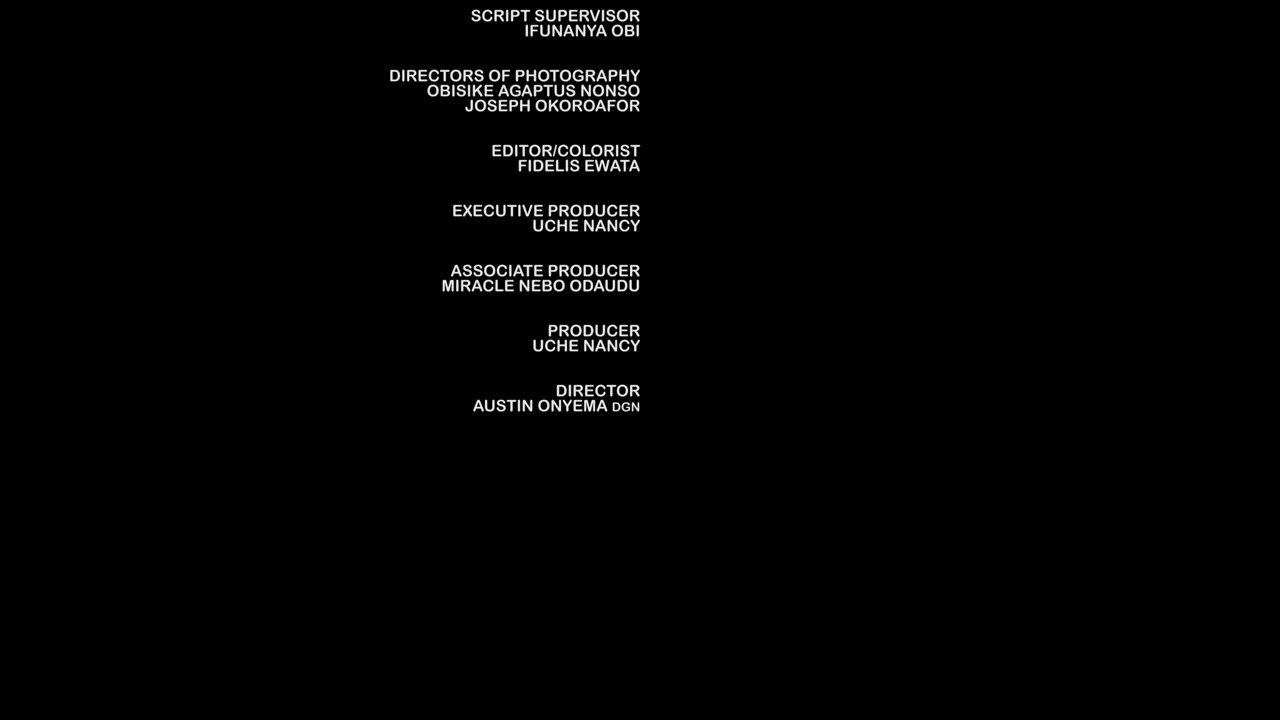 SCRIPT SUPERVISOR
IFUNANYA OBI
DIRECTORS OF PHOTOGRAPHY
OBISIKE AGAPTUS NONSO
JOSEPH OKOROAFOR
EDITOR/COLORIST
FIDELIS EWATA
EXECUTIVE PRODUCER
UCHE NANCY
ASSOCIATE PRODUCER
MIRACLE NEBO ODAUDU
PRODUCER
UCHE NANCY
DIRECTOR
AUSTIN ONYEMA DGN